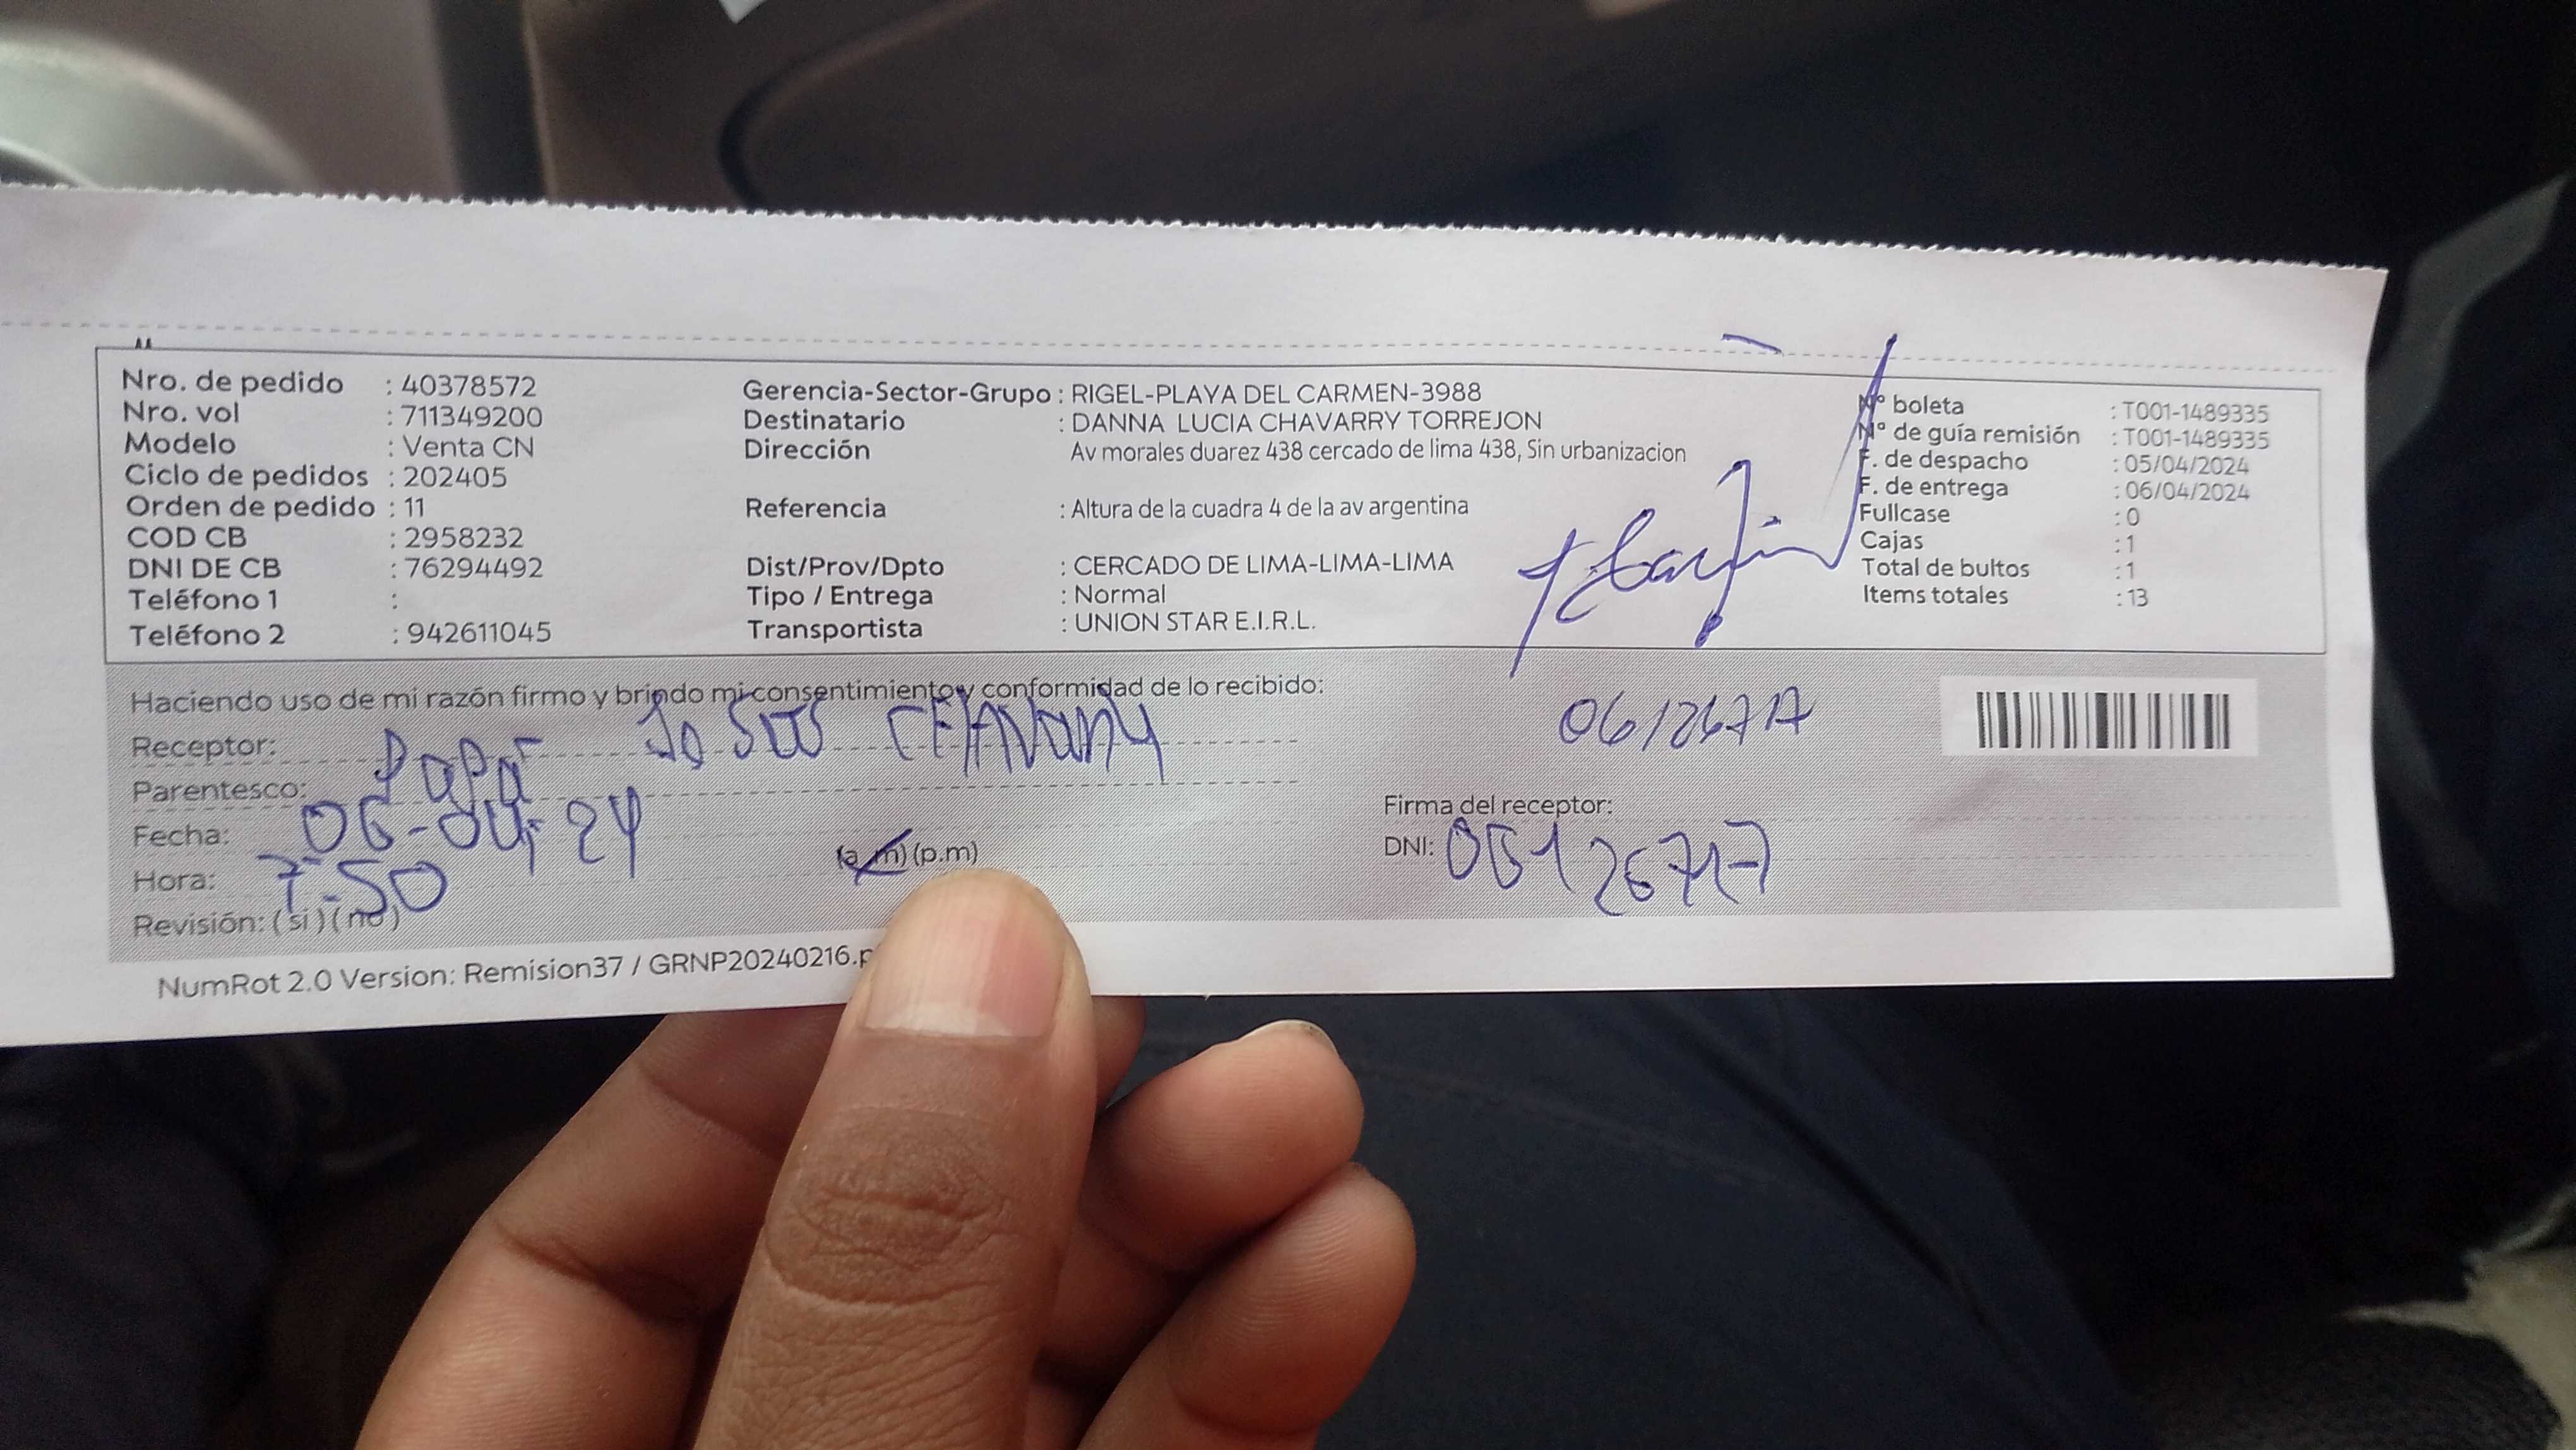 Nro. de pedido : 40378572
Nro. vol : 711349200
Modelo : Venta CN
Ciclo de pedidos : 202405
Orden de pedido : 11
COD CB : 2958232
DNI DE CB : 76294492
Teléfono 1 :
Teléfono 2 : 942611045
Gerencia-Sector-Grupo : RIGEL-PLAYA DEL CARMEN-3988
Destinatario : DANNA LUCIA CHAVARRY TORREJON
Dirección Av morales duarez 438 cercado de lima 438, Sin urbanizacion
Referencia : Altura de la cuadra 4 de la av argentina
Dist/Prov/Dpto : CERCADO DE LIMA-LIMA-LIMA
Tipo / Entrega : Normal
Transportista : UNION STAR E.I.R.L.
N° boleta : T001-1489335
N° de guía remisión : T001-1489335
F. de despacho : 05/04/2024
F. de entrega : 06/04/2024
Fullcase : 0
Cajas : 1
Total de bultos : 1
Items totales : 13
Haciendo uso de mi razón firmo y brindo mi consentimiento y conformidad de lo recibido:
Receptor:
Parentesco: Papá
Fecha: 06-04-24
Hora: 7:50 (a.m) (p.m)
Revisión: ( si ) ( no )
06126717
Firma del receptor:
DNI: 06126717
NumRot 2.0 Version: Remision37 / GRNP20240216.p